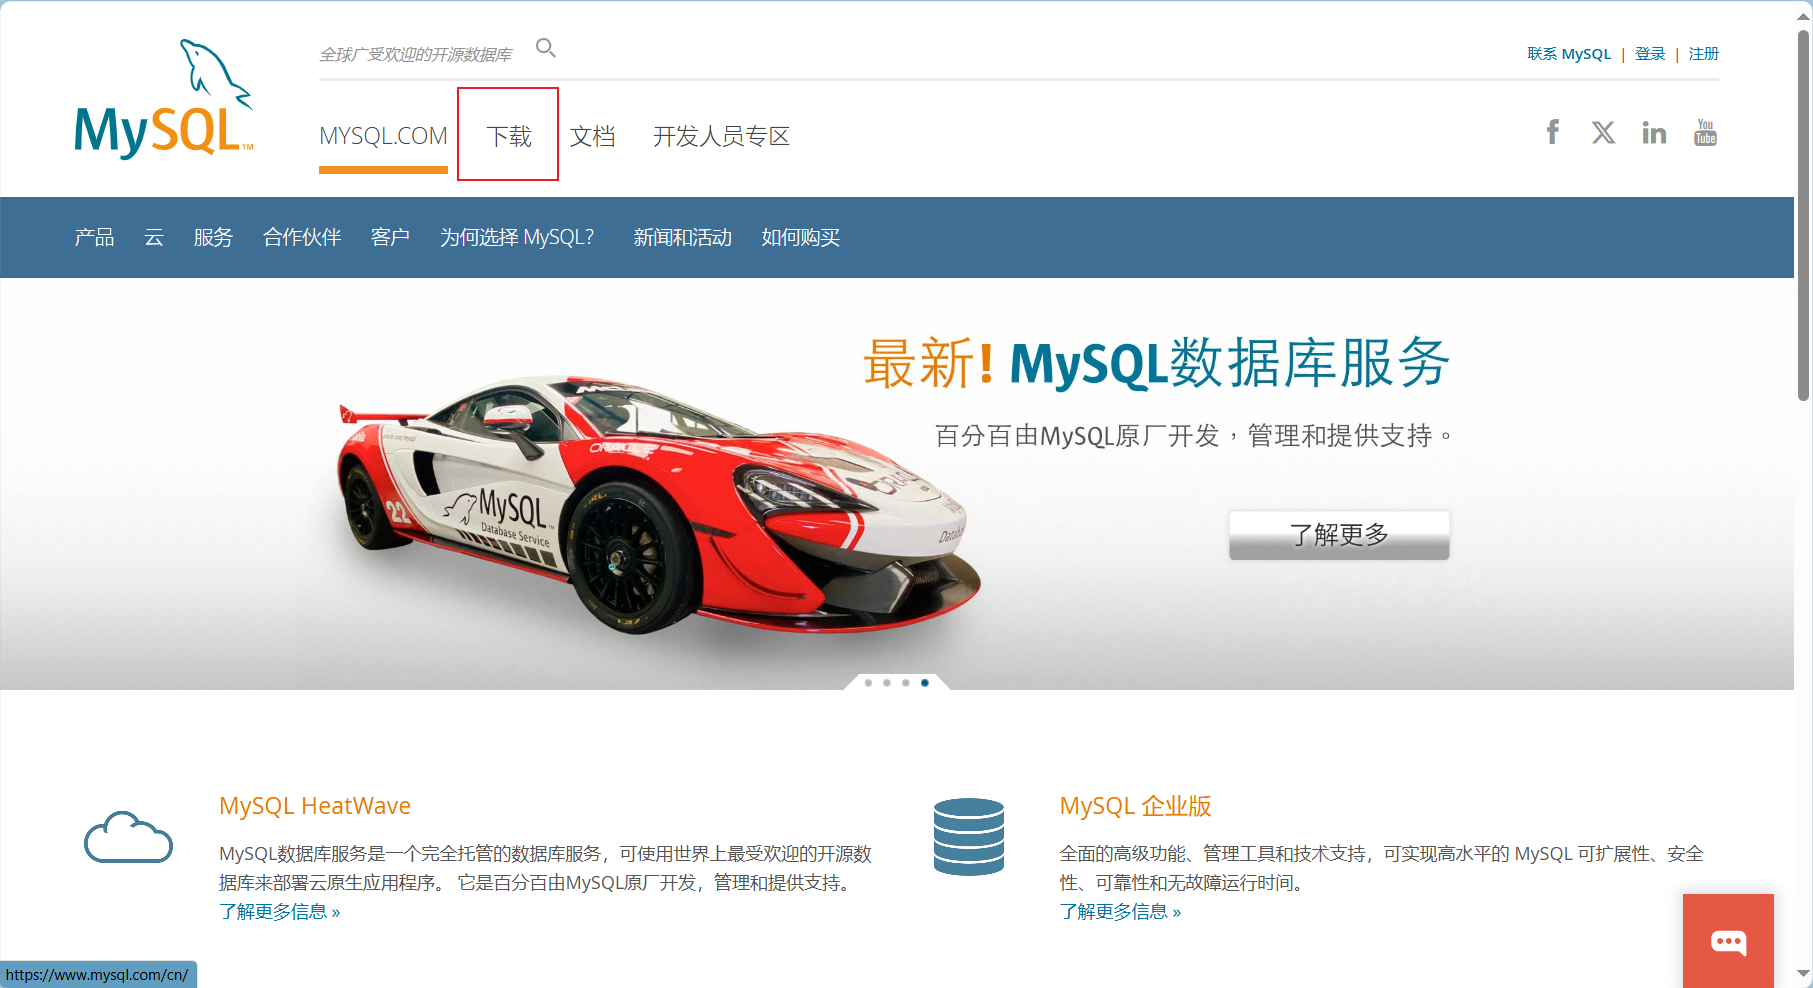 全球广受欢迎的开源数据库
联系 MySQL | 登录 | 注册
MySQL™
MYSQL.COM 下载 文档 开发人员专区
You
Tube
产品 云 服务 合作伙伴 客户 为何选择 MySQL? 新闻和活动 如何购买
最新! MySQL数据库服务
百分百由MySQL原厂开发，管理和提供支持。
了解更多
ORACLE
22
MySQL™
Database Service
MySQL HeatWave
MySQL数据库服务是一个完全托管的数据库服务，可使用世界上最受欢迎的开源数
据库来部署云原生应用程序。 它是百分百由MySQL原厂开发，管理和提供支持。
了解更多信息 »
MySQL 企业版
全面的高级功能、管理工具和技术支持，可实现高水平的 MySQL 可扩展性、安全
性、可靠性和无故障运行时间。
了解更多信息 »
https://www.mysql.com/cn/